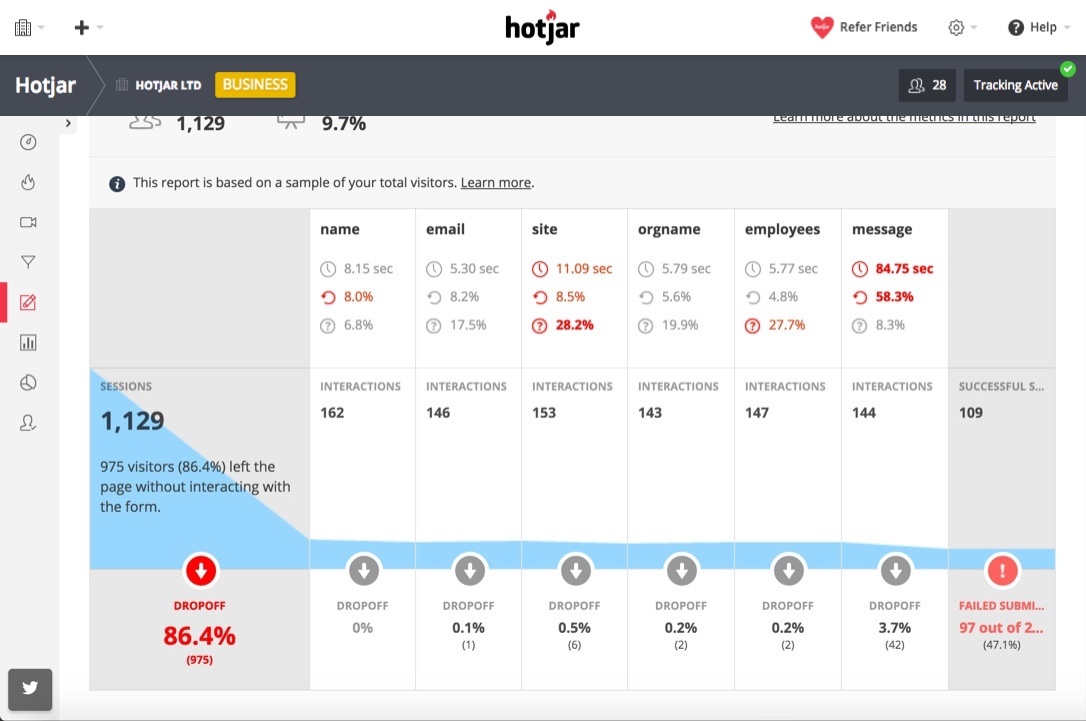 hotjar
Refer Friends
Help
Hotjar
HOTJAR LTD
BUSINESS
28
Tracking Active
1,129
9.7%
Learn more about the metrics in this report
This report is based on a sample of your total visitors. Learn more.
name
email
site
orgname
employees
message
8.15 sec
5.30 sec
11.09 sec
5.79 sec
5.77 sec
84.75 sec
8.0%
8.2%
8.5%
5.6%
4.8%
58.3%
6.8%
17.5%
28.2%
19.9%
27.7%
8.3%
SESSIONS
INTERACTIONS
INTERACTIONS
INTERACTIONS
INTERACTIONS
INTERACTIONS
INTERACTIONS
SUCCESSFUL S...
1,129
162
146
153
143
147
144
109
975 visitors (86.4%) left the
page without interacting with
the form.
DROPOFF
DROPOFF
DROPOFF
DROPOFF
DROPOFF
DROPOFF
DROPOFF
FAILED SUBMI...
86.4%
0%
0.1%
0.5%
0.2%
0.2%
3.7%
97 out of 2...
(975)
(1)
(6)
(2)
(2)
(42)
(47.1%)